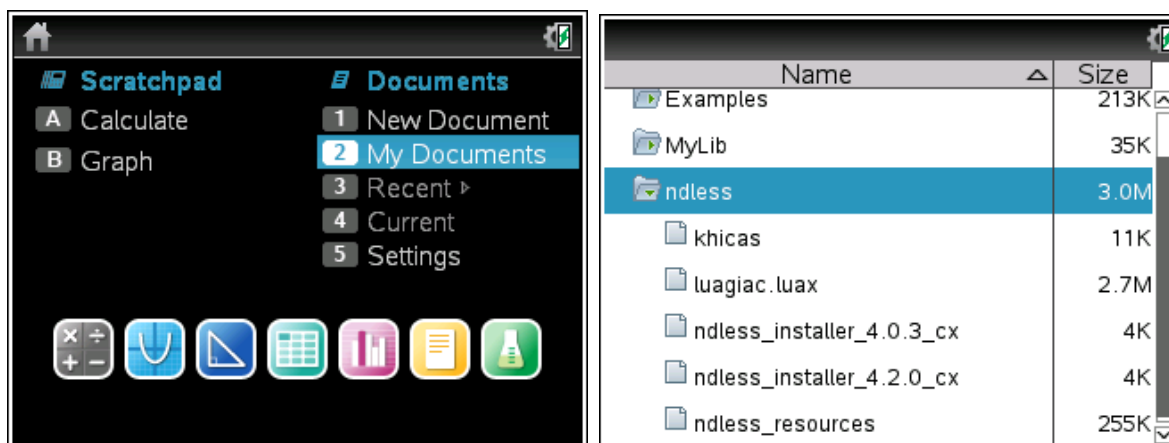 Scratchpad
A Calculate
B Graph
Documents
1 New Document
2 My Documents
3 Recent ▹
4 Current
5 Settings
Name Size
Examples 213K
MyLib 35K
ndless 3.0M
khicas 11K
luagiac.luax 2.7M
ndless_installer_4.0.3_cx 4K
ndless_installer_4.2.0_cx 4K
ndless_resources 255K